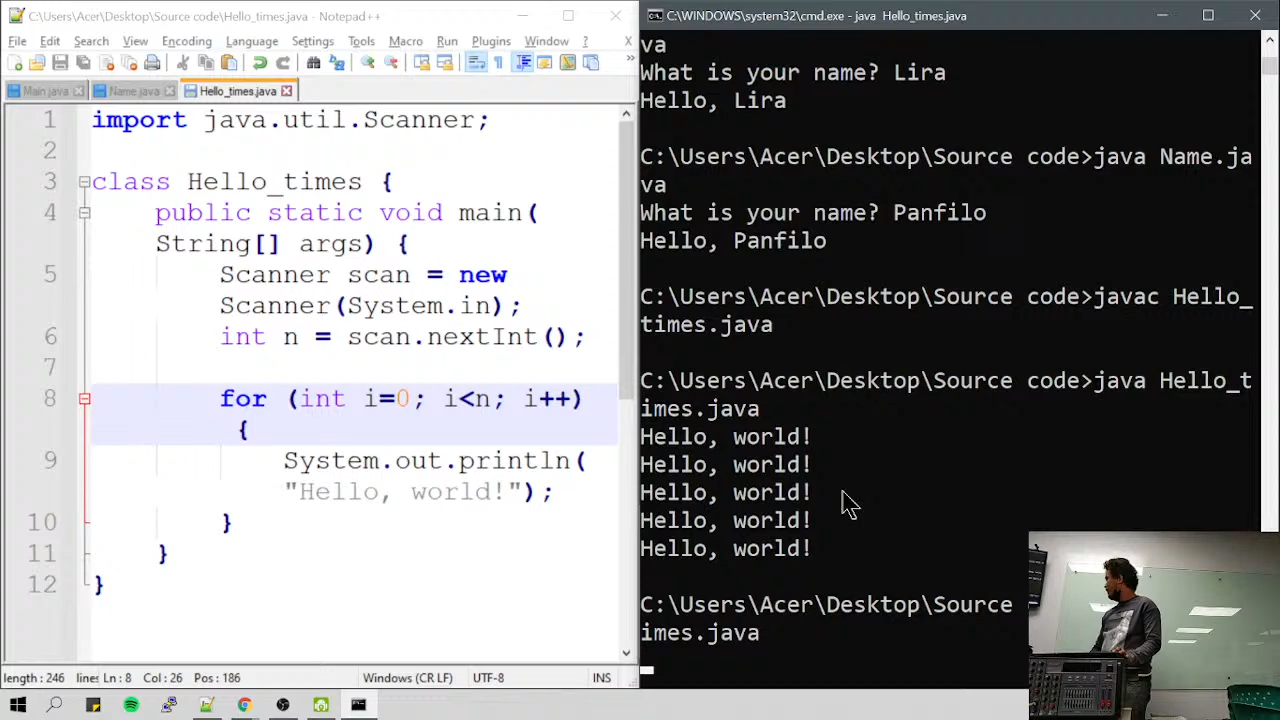 C:\Users\Acer\Desktop\Source code\Hello_times.java - Notepad++
File Edit Search View Encoding Language Settings Tools Macro Run Plugins Window ? X
Main.java Name.java Hello_times.java
1 import java.util.Scanner;
2
3 class Hello_times {
4 public static void main(
String[] args) {
5 Scanner scan = new
Scanner(System.in);
6 int n = scan.nextInt();
7
8 for (int i=0; i<n; i++)
{
9 System.out.println(
"Hello, world!");
10 }
11 }
12 }
length : 246 lines Ln : 8 Col : 26 Pos : 186 Windows (CR LF) UTF-8 INS
C:\WINDOWS\system32\cmd.exe - java Hello_times.java
va
What is your name? Lira
Hello, Lira
C:\Users\Acer\Desktop\Source code>java Name.ja
va
What is your name? Panfilo
Hello, Panfilo
C:\Users\Acer\Desktop\Source code>javac Hello_
times.java
C:\Users\Acer\Desktop\Source code>java Hello_t
imes.java
Hello, world!
Hello, world!
Hello, world!
Hello, world!
Hello, world!
C:\Users\Acer\Desktop\Source
imes.java